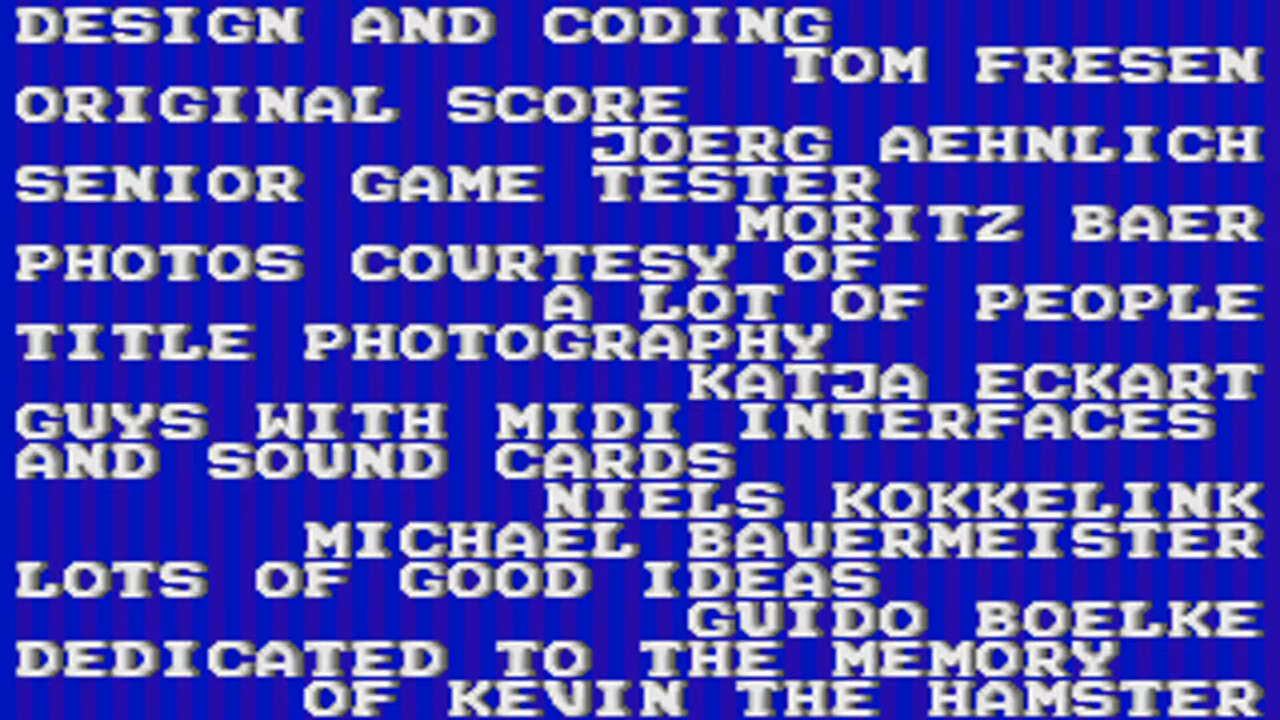 DESIGN AND CODING
TOM FRESEN
ORIGINAL SCORE
JOERG AEHNLICH
SENIOR GAME TESTER
MORITZ BAER
PHOTOS COURTESY OF
A LOT OF PEOPLE
TITLE PHOTOGRAPHY
KATJA ECKART
GUYS WITH MIDI INTERFACES
AND SOUND CARDS
NIELS KOKKELINK
MICHAEL BAUERMEISTER
LOTS OF GOOD IDEAS
GUIDO BOELKE
DEDICATED TO THE MEMORY
OF KEVIN THE HAMSTER